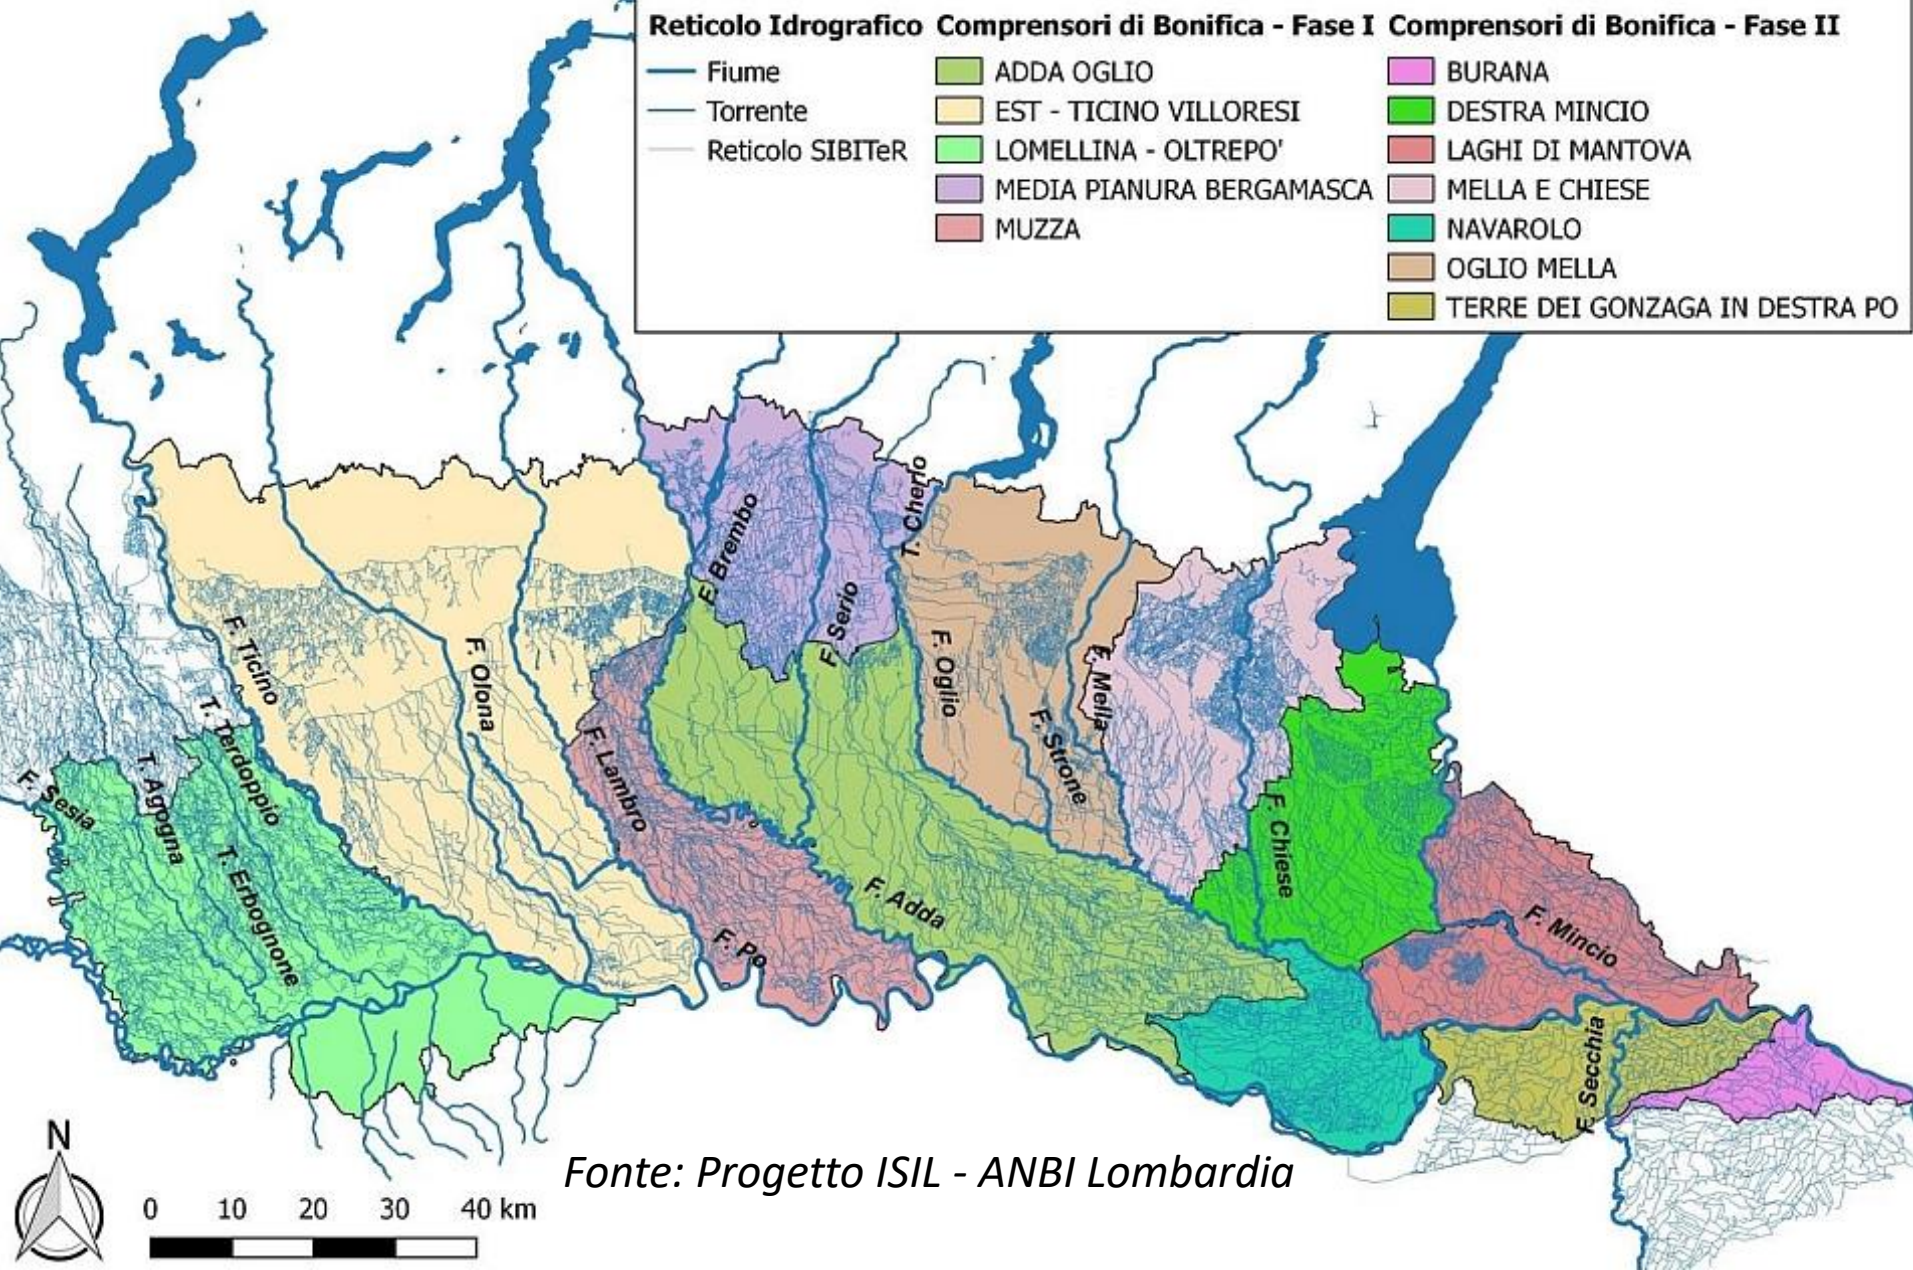 Reticolo Idrografico
Fiume
Torrente
Reticolo SIBITeR
Comprensori di Bonifica - Fase I
ADDA OGLIO
EST - TICINO VILLORESI
LOMELLINA - OLTREPO'
MEDIA PIANURA BERGAMASCA
MUZZA
Comprensori di Bonifica - Fase II
BURANA
DESTRA MINCIO
LAGHI DI MANTOVA
MELLA E CHIESE
NAVAROLO
OGLIO MELLA
TERRE DEI GONZAGA IN DESTRA PO
T. Cherio
F. Brembo
F. Serio
F. Ticino
F. Olona
F. Oglio
F. Mella
T. Terdoppio
F. Strone
F. Lambro
T. Agogna
F. Sesia
F. Chiese
T. Erbognone
F. Adda
F. Mincio
F. Po
F. Secchia
N
Fonte: Progetto ISIL - ANBI Lombardia
0 10 20 30 40 km